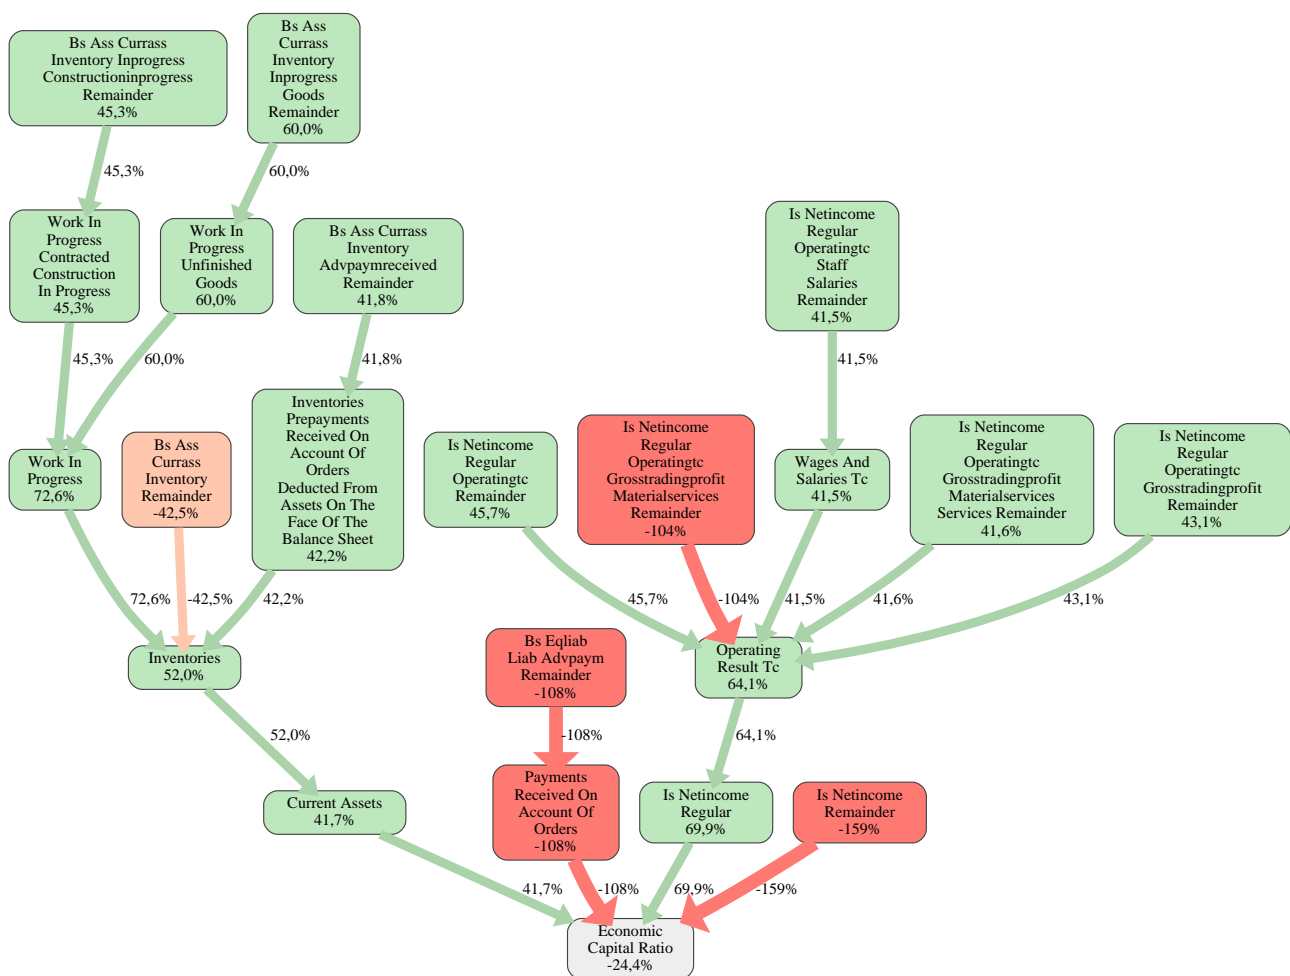 Bs Ass Currass
Inventory Inprogress
Constructioninprogress
Remainder
45,3%
Bs Ass
Currass
Inventory
Inprogress
Goods
Remainder
60,0%
45,3%
60,0%
Work In
Progress
Contracted
Construction
In Progress
45,3%
Work In
Progress
Unfinished
Goods
60,0%
Bs Ass Currass
Inventory
Advpaymreceived
Remainder
41,8%
Is Netincome
Regular
Operatingtc
Staff
Salaries
Remainder
41,5%
45,3%
60,0%
41,8%
41,5%
Work In
Progress
72,6%
Bs Ass
Currass
Inventory
Remainder
-42,5%
Inventories
Prepayments
Received On
Account Of
Orders
Deducted From
Assets On The
Face Of The
Balance Sheet
42,2%
Is Netincome
Regular
Operatingtc
Remainder
45,7%
Is Netincome
Regular
Operatingtc
Grosstradingprofit
Materialservices
Remainder
-104%
Wages And
Salaries Tc
41,5%
Is Netincome
Regular
Operatingtc
Grosstradingprofit
Materialservices
Services Remainder
41,6%
Is Netincome
Regular
Operatingtc
Grosstradingprofit
Remainder
43,1%
72,6%
-42,5%
42,2%
45,7%
-104%
41,5%
41,6%
43,1%
Inventories
52,0%
Bs Eqliab
Liab Advpaym
Remainder
-108%
Operating
Result Tc
64,1%
52,0%
-108%
64,1%
Current Assets
41,7%
Payments
Received On
Account Of
Orders
-108%
Is Netincome
Regular
69,9%
Is Netincome
Remainder
-159%
41,7%
-108%
69,9%
-159%
Economic
Capital Ratio
-24,4%